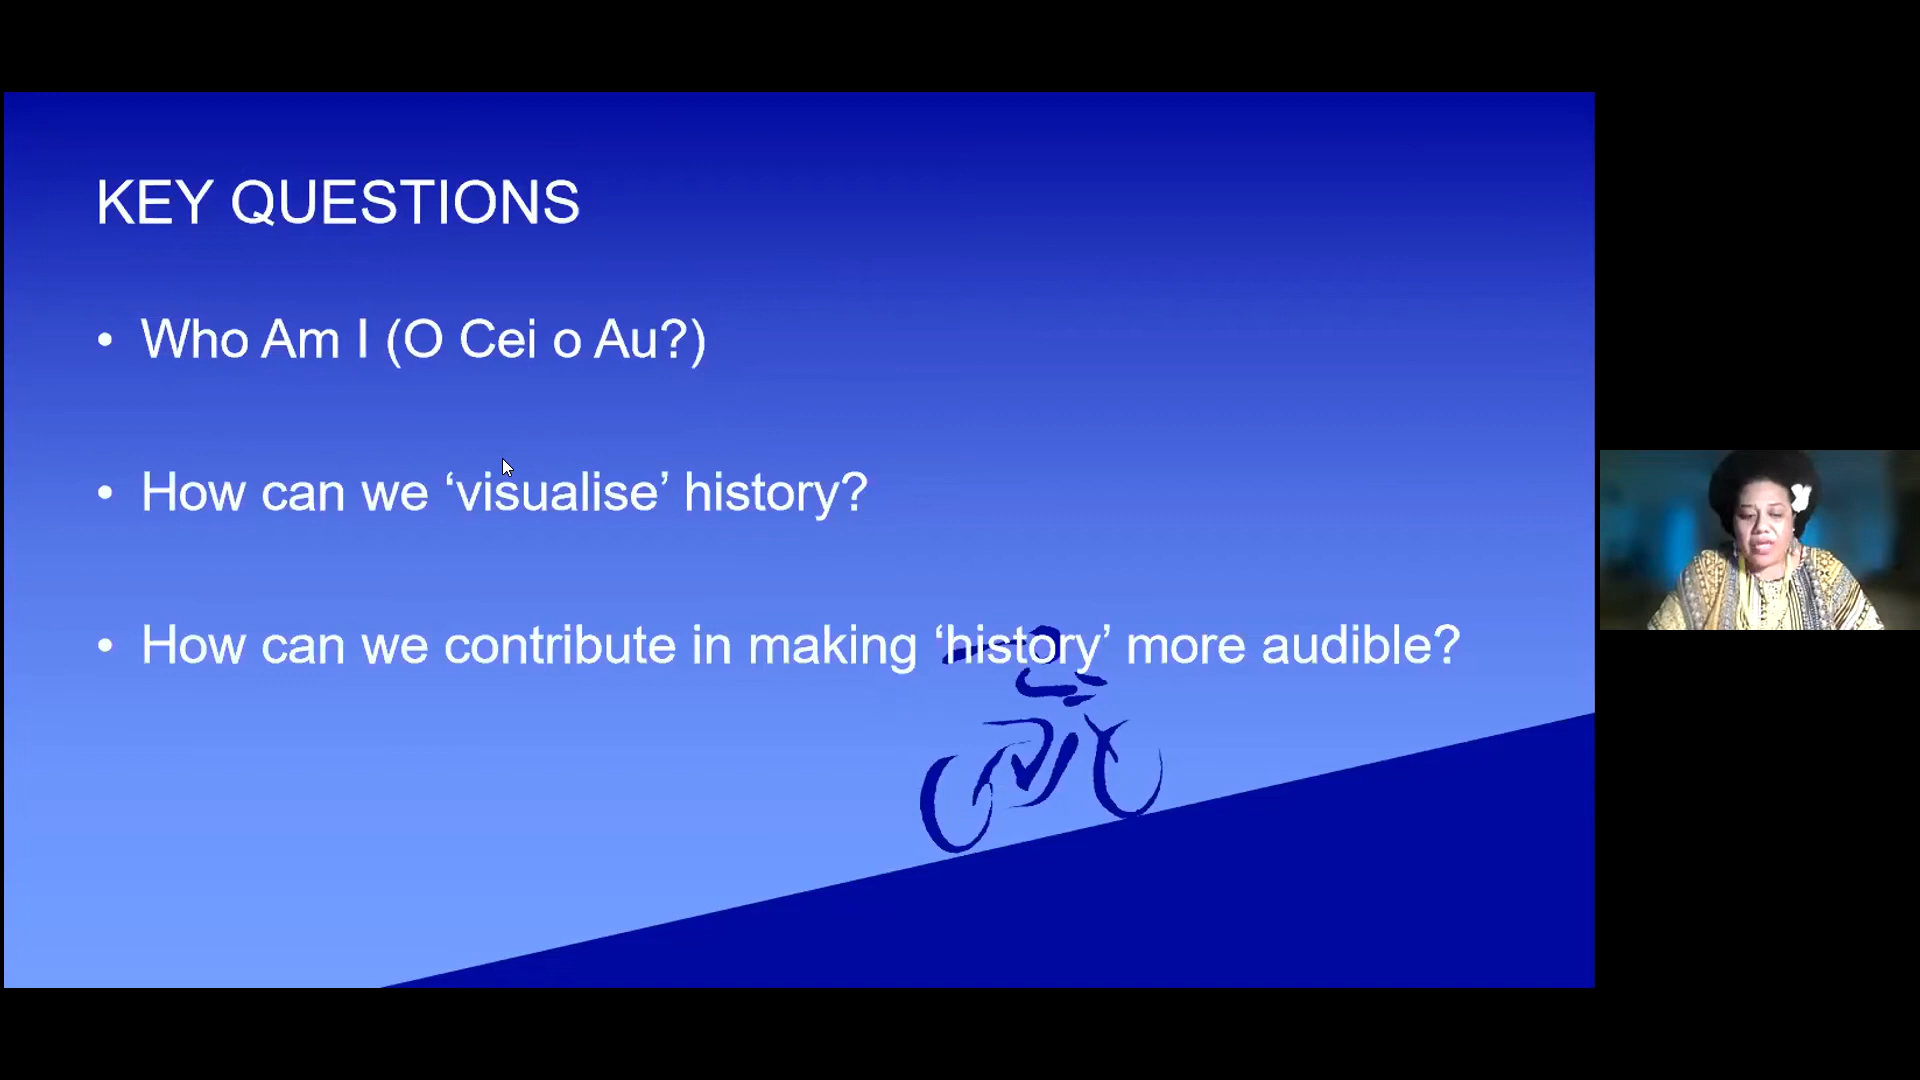 KEY QUESTIONS
• Who Am I (O Cei o Au?)
• How can we ‘visualise’ history?
• How can we contribute in making ‘history’ more audible?